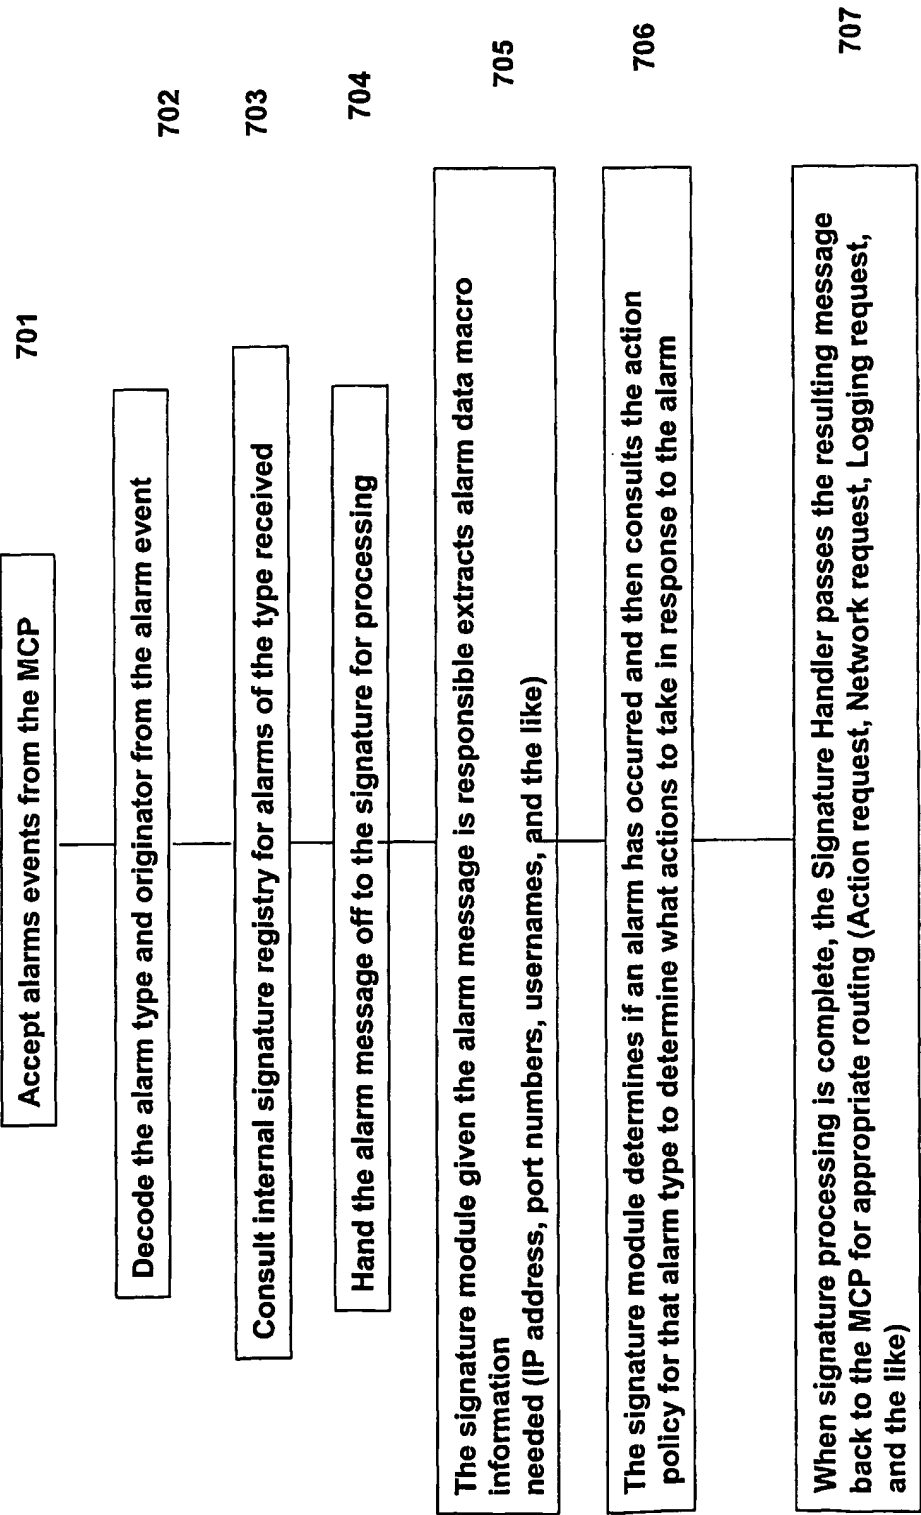 Accept alarms events from the MCP
701
Decode the alarm type and originator from the alarm event
702
Consult internal signature registry for alarms of the type received
703
Hand the alarm message off to the signature for processing
704
The signature module given the alarm message is responsible extracts alarm data macro
information
needed (IP address, port numbers, usernames, and the like)
705
The signature module determines if an alarm has occurred and then consults the action
policy for that alarm type to determine what actions to take in response to the alarm
706
When signature processing is complete, the Signature Handler passes the resulting message
back to the MCP for appropriate routing (Action request, Network request, Logging request,
and the like)
707